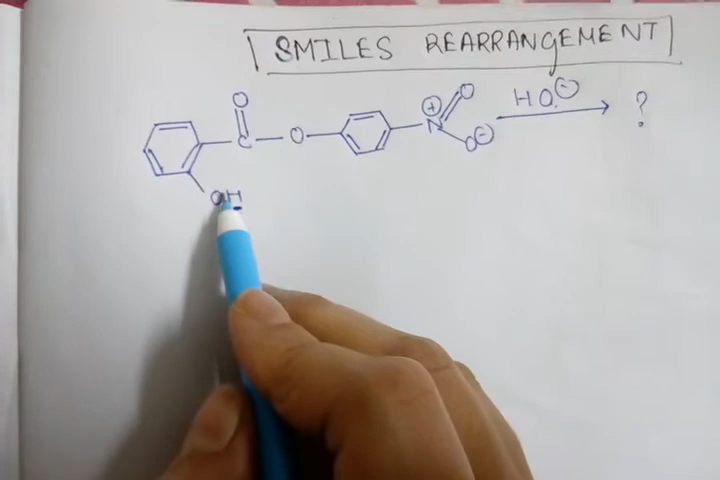 SMILES REARRANGEMENT
O
C
O
N
⊕
O
O⊖
HO⊖
?
OH